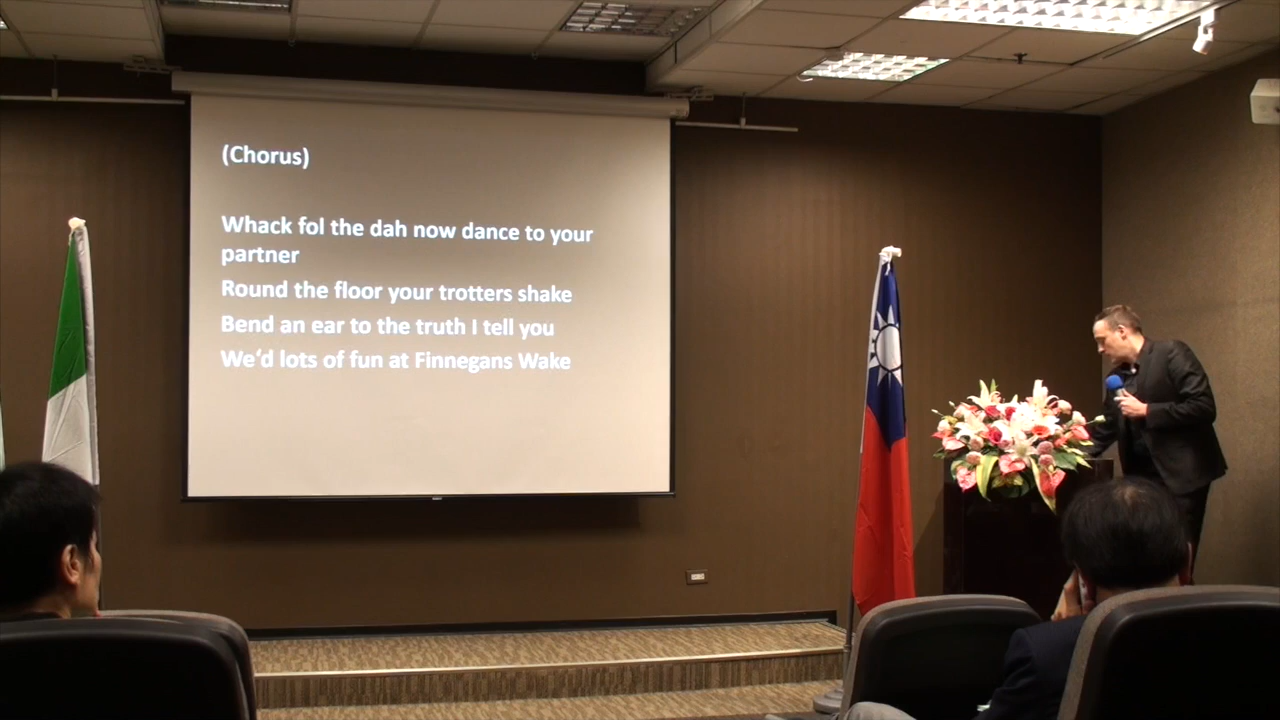 (Chorus)
Whack fol the dah now dance to your
partner
Round the floor your trotters shake
Bend an ear to the truth I tell you
We‘d lots of fun at Finnegans Wake